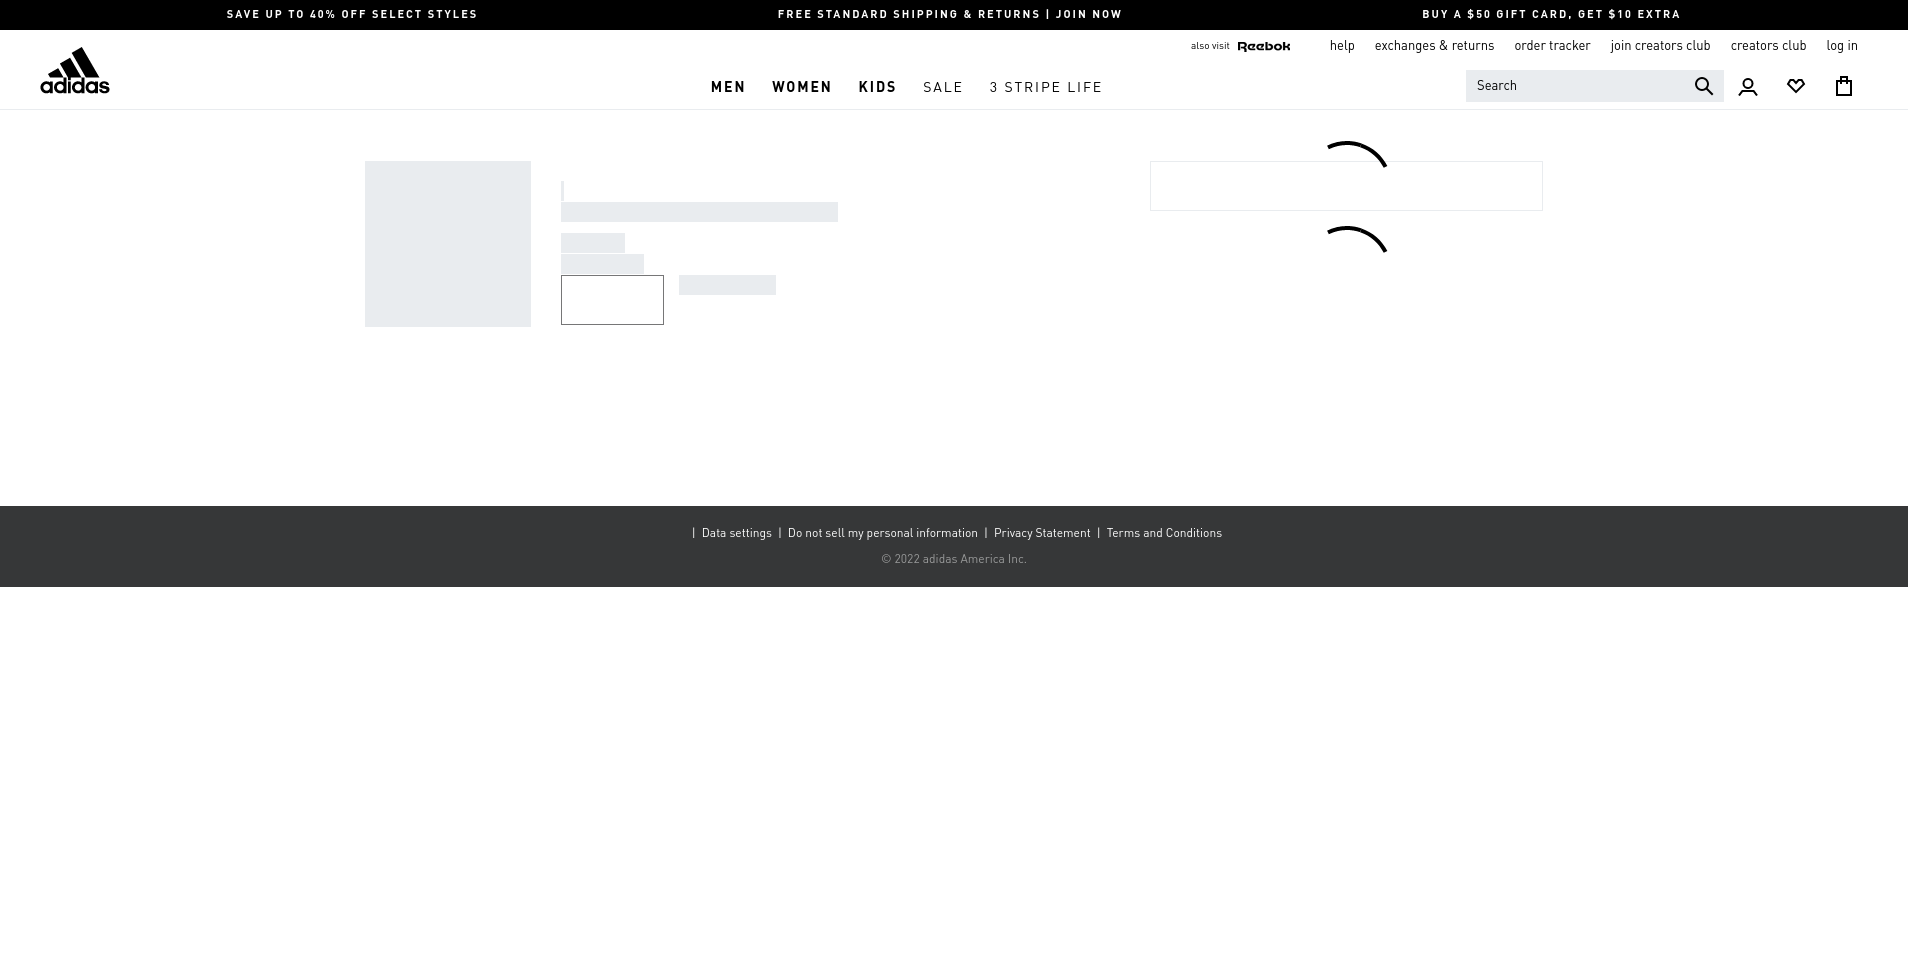 SAVE UP TO 40% OFF SELECT STYLES
FREE STANDARD SHIPPING & RETURNS | JOIN NOW
BUY A $50 GIFT CARD, GET $10 EXTRA
also visit Reebok
help
exchanges & returns
order tracker
join creators club
creators club
log in
adidas
MEN
WOMEN
KIDS
SALE
3 STRIPE LIFE
Search
| Data settings | Do not sell my personal information | Privacy Statement | Terms and Conditions
© 2022 adidas America Inc.